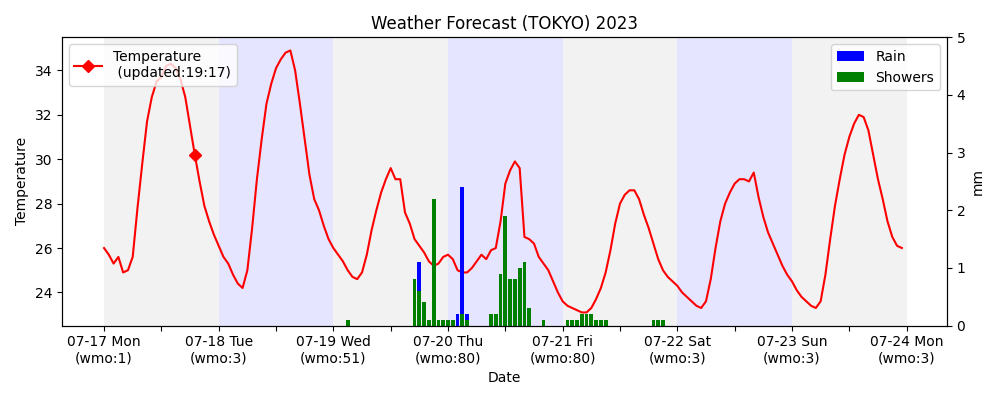 Weather Forecast (TOKYO) 2023
Temperature
(updated:19:17)
Rain
Showers
34
32
30
28
26
24
Temperature
5
4
3
2
1
0
mm
07-17 Mon
(wmo:1)
07-18 Tue
(wmo:3)
07-19 Wed
(wmo:51)
07-20 Thu
(wmo:80)
07-21 Fri
(wmo:80)
07-22 Sat
(wmo:3)
07-23 Sun
(wmo:3)
07-24 Mon
(wmo:3)
Date